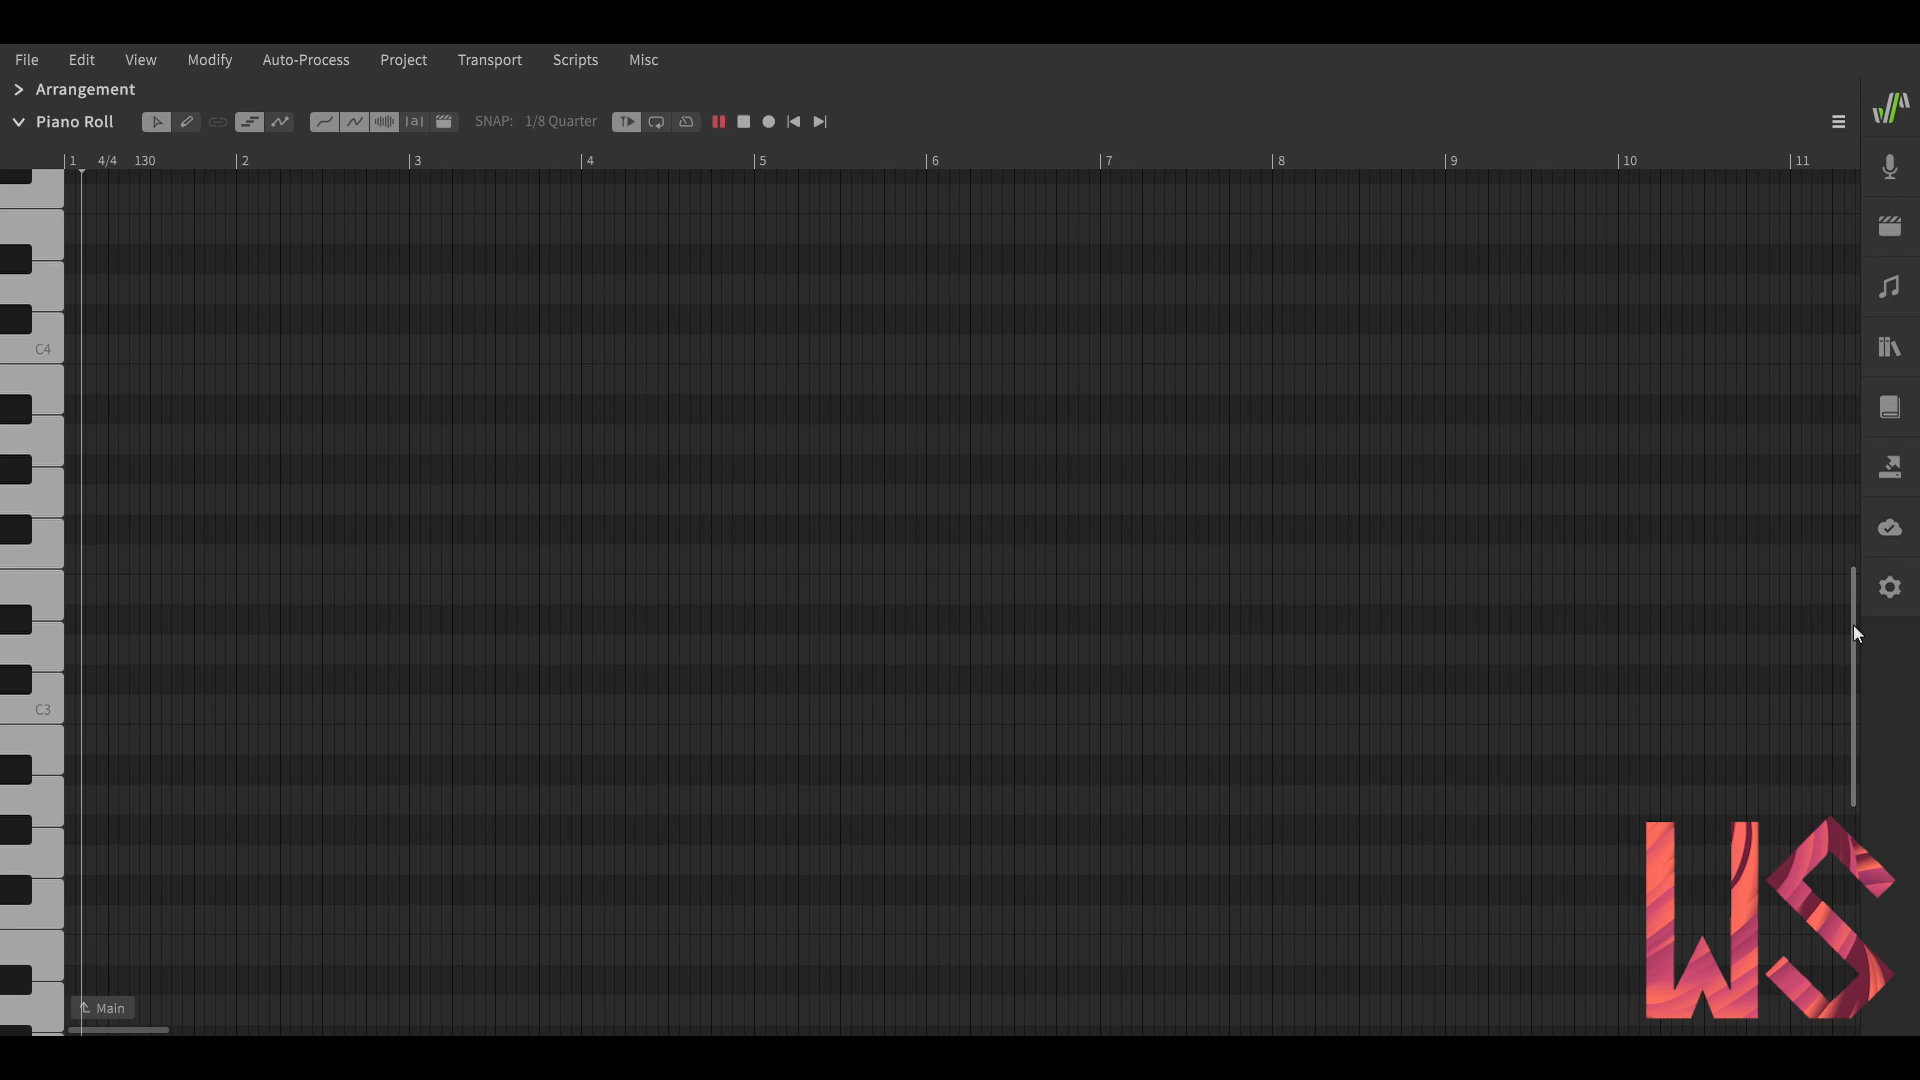 File Edit View Modify Auto-Process Project Transport Scripts Misc
Arrangement
Piano Roll |a| SNAP: 1/8 Quarter
1 4/4 130 2 3 4 5 6 7 8 9 10 11
C4
C3
Main
WS